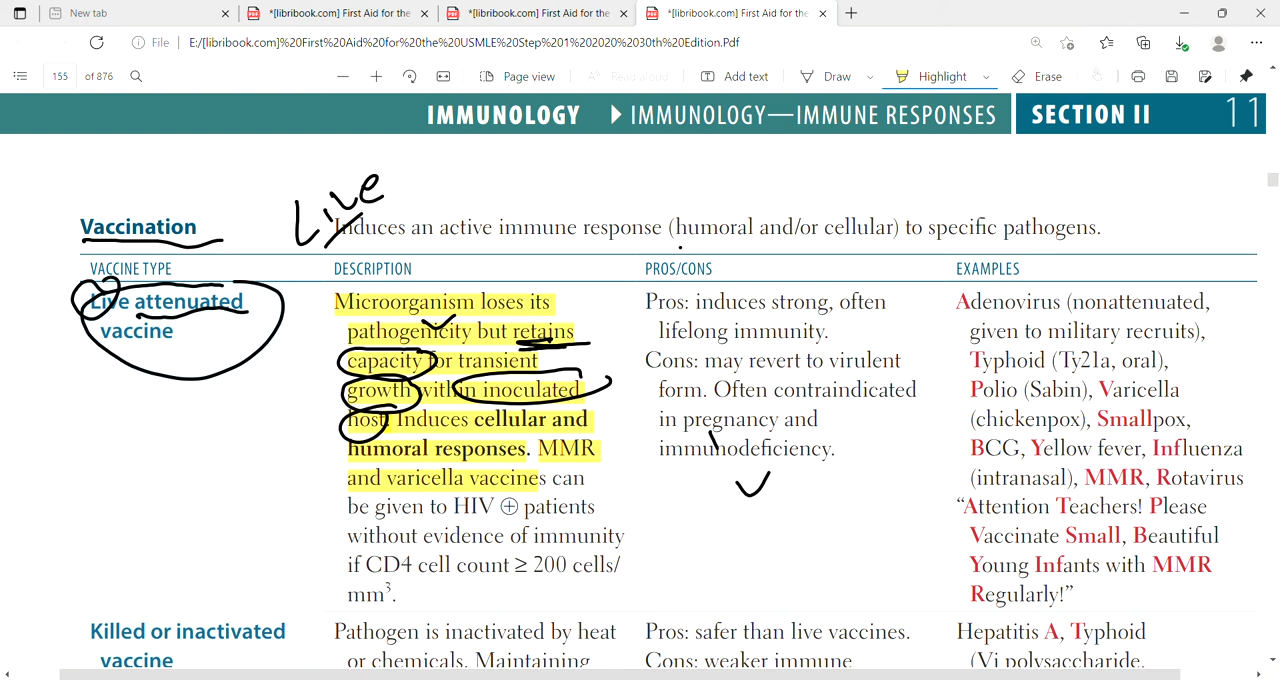 New tab
*[libribook.com] First Aid for the
*[libribook.com] First Aid for the
*[libribook.com] First Aid for the
File
E:/[libribook.com]%20First%20Aid%20for%20the%20USMLE%20Step%201%202020%2030th%20Edition.Pdf
155 of 876
Page view
Read aloud
Add text
Draw
Highlight
Erase
IMMUNOLOGY ▶ IMMUNOLOGY—IMMUNE RESPONSES
SECTION II
11
Live
Vaccination
Induces an active immune response (humoral and/or cellular) to specific pathogens.
VACCINE TYPE
DESCRIPTION
PROS/CONS
EXAMPLES
Live attenuated
vaccine
Microorganism loses its
pathogenicity but retains
capacity for transient
growth within inoculated
host. Induces cellular and
humoral responses. MMR
and varicella vaccines can
be given to HIV ⊕ patients
without evidence of immunity
if CD4 cell count ≥ 200 cells/
mm³.
Pros: induces strong, often
lifelong immunity.
Cons: may revert to virulent
form. Often contraindicated
in pregnancy and
immunodeficiency.
Adenovirus (nonattenuated,
given to military recruits),
Typhoid (Ty21a, oral),
Polio (Sabin), Varicella
(chickenpox), Smallpox,
BCG, Yellow fever, Influenza
(intranasal), MMR, Rotavirus
“Attention Teachers! Please
Vaccinate Small, Beautiful
Young Infants with MMR
Regularly!”
Killed or inactivated
vaccine
Pathogen is inactivated by heat
or chemicals. Maintaining
Pros: safer than live vaccines.
Cons: weaker immune
Hepatitis A, Typhoid
(Vi polysaccharide,